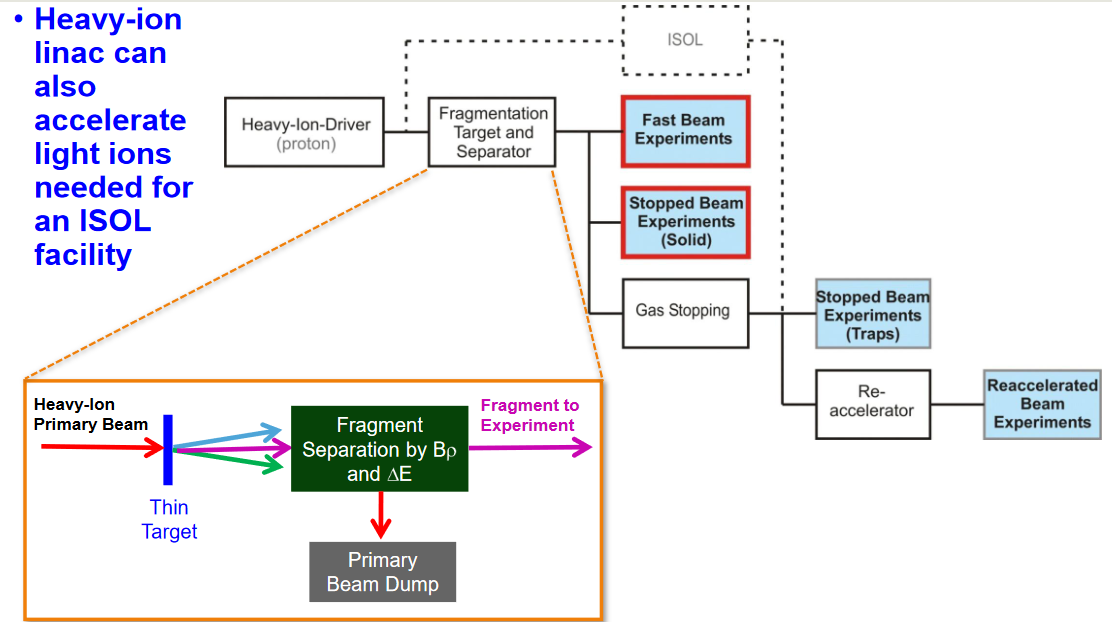 • Heavy-ion
linac can
also
accelerate
light ions
needed for
an ISOL
facility
ISOL
Heavy-Ion-Driver
(proton)
Fragmentation
Target and
Separator
Fast Beam
Experiments
Stopped Beam
Experiments
(Solid)
Gas Stopping
Stopped Beam
Experiments
(Traps)
Re-
accelerator
Reaccelerated
Beam
Experiments
Heavy-Ion
Primary Beam
Thin
Target
Fragment
Separation by Bρ
and ΔE
Fragment to
Experiment
Primary
Beam Dump